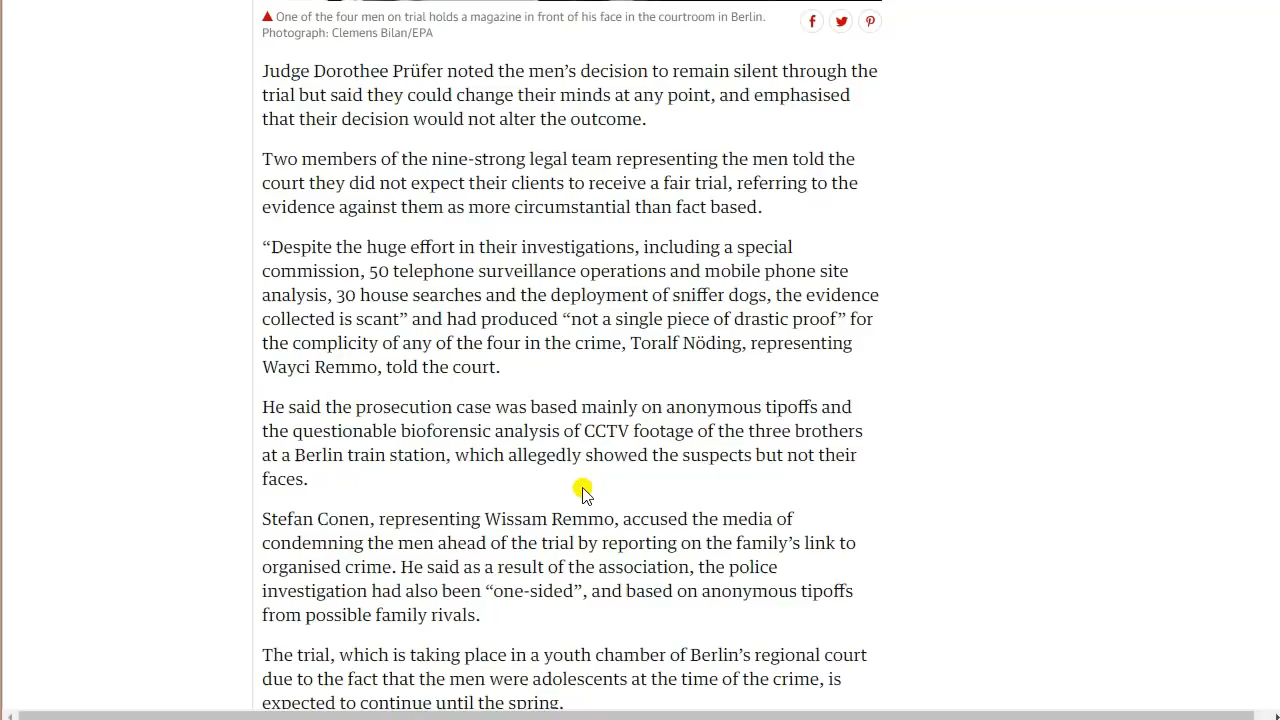 One of the four men on trial holds a magazine in front of his face in the courtroom in Berlin.
Photograph: Clemens Bilan/EPA
Judge Dorothee Prüfer noted the men’s decision to remain silent through the
trial but said they could change their minds at any point, and emphasised
that their decision would not alter the outcome.
Two members of the nine-strong legal team representing the men told the
court they did not expect their clients to receive a fair trial, referring to the
evidence against them as more circumstantial than fact based.
“Despite the huge effort in their investigations, including a special
commission, 50 telephone surveillance operations and mobile phone site
analysis, 30 house searches and the deployment of sniffer dogs, the evidence
collected is scant” and had produced “not a single piece of drastic proof” for
the complicity of any of the four in the crime, Toralf Nöding, representing
Wayci Remmo, told the court.
He said the prosecution case was based mainly on anonymous tipoffs and
the questionable bioforensic analysis of CCTV footage of the three brothers
at a Berlin train station, which allegedly showed the suspects but not their
faces.
Stefan Conen, representing Wissam Remmo, accused the media of
condemning the men ahead of the trial by reporting on the family’s link to
organised crime. He said as a result of the association, the police
investigation had also been “one-sided”, and based on anonymous tipoffs
from possible family rivals.
The trial, which is taking place in a youth chamber of Berlin’s regional court
due to the fact that the men were adolescents at the time of the crime, is
expected to continue until the spring.